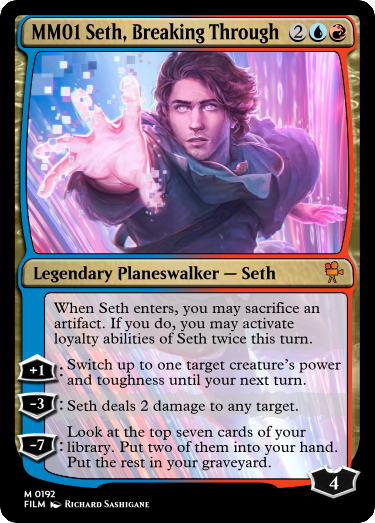 MM01 Seth, Breaking Through 2
Legendary Planeswalker — Seth
When Seth enters, you may sacrifice an
artifact. If you do, you may activate
loyalty abilities of Seth twice this turn.
+1: Switch up to one target creature's power
and toughness until your next turn.
-3: Seth deals 2 damage to any target.
-7: Look at the top seven cards of your
library. Put two of them into your hand.
Put the rest in your graveyard.
4
M 0192
FILM Richard Sashigane